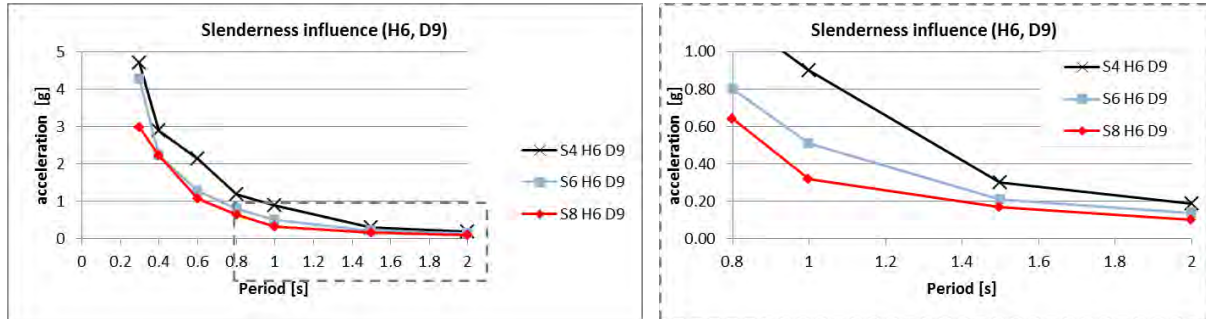 Slenderness influence (H6, D9)
acceleration [g]
5
4
3
2
1
0
0 0.2 0.4 0.6 0.8 1 1.2 1.4 1.6 1.8 2
Period [s]
S4 H6 D9
S6 H6 D9
S8 H6 D9
Slenderness influence (H6, D9)
acceleration [g]
1.00
0.80
0.60
0.40
0.20
0.00
0.8 1 1.2 1.4 1.6 1.8 2
Period [s]
S4 H6 D9
S6 H6 D9
S8 H6 D9